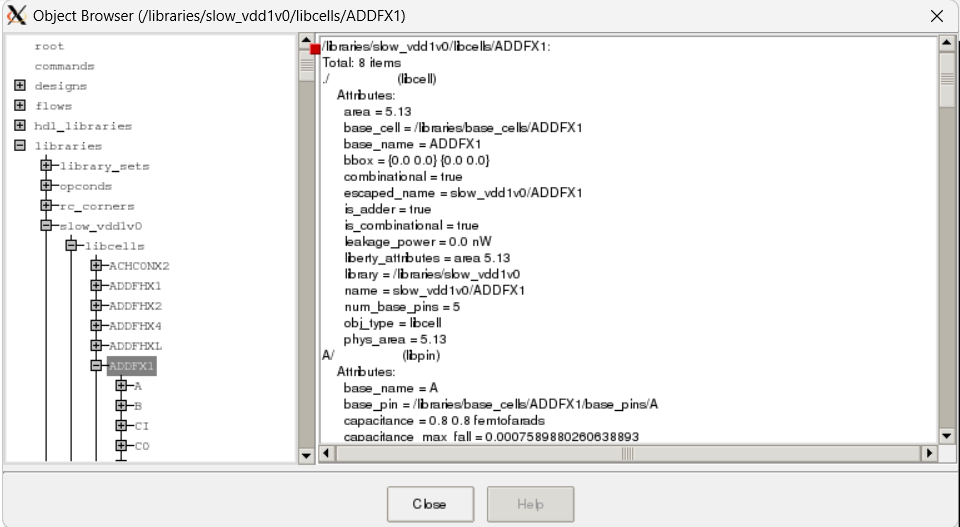 Object Browser (/libraries/slow_vdd1v0/libcells/ADDFX1)
root
commands
designs
flows
hdl_libraries
libraries
library_sets
opconds
rc_corners
slow_vdd1v0
libcells
ACHCONX2
ADDFHX1
ADDFHX2
ADDFHX4
ADDFHXL
ADDFX1
A
B
CI
CO
/libraries/slow_vdd1v0/libcells/ADDFX1:
Total: 8 items
./ (libcell)
Attributes:
area = 5.13
base_cell = /libraries/base_cells/ADDFX1
base_name = ADDFX1
bbox = {0.0 0.0} {0.0 0.0}
combinational = true
escaped_name = slow_vdd1v0/ADDFX1
is_adder = true
is_combinational = true
leakage_power = 0.0 nW
liberty_attributes = area 5.13
library = /libraries/slow_vdd1v0
name = slow_vdd1v0/ADDFX1
num_base_pins = 5
obj_type = libcell
phys_area = 5.13
A/ (libpin)
Attributes:
base_name = A
base_pin = /libraries/base_cells/ADDFX1/base_pins/A
capacitance = 0.8 0.8 femtofarads
capacitance_max_fall = 0.0007589880260638893
Close
Help